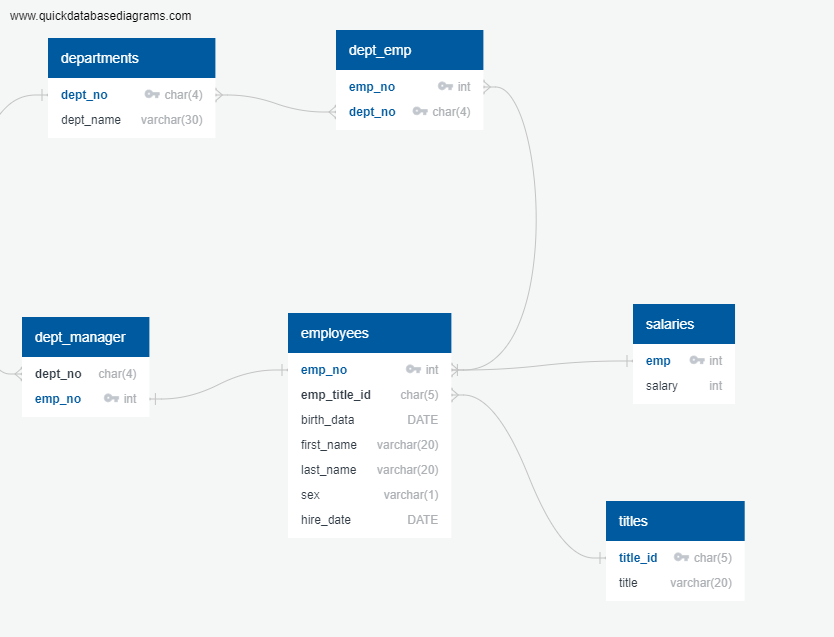 www.quickdatabasediagrams.com
departments
dept_no char(4)
dept_name varchar(30)
dept_emp
emp_no int
dept_no char(4)
dept_manager
dept_no char(4)
emp_no int
employees
emp_no int
emp_title_id char(5)
birth_data DATE
first_name varchar(20)
last_name varchar(20)
sex varchar(1)
hire_date DATE
salaries
emp int
salary int
titles
title_id char(5)
title varchar(20)